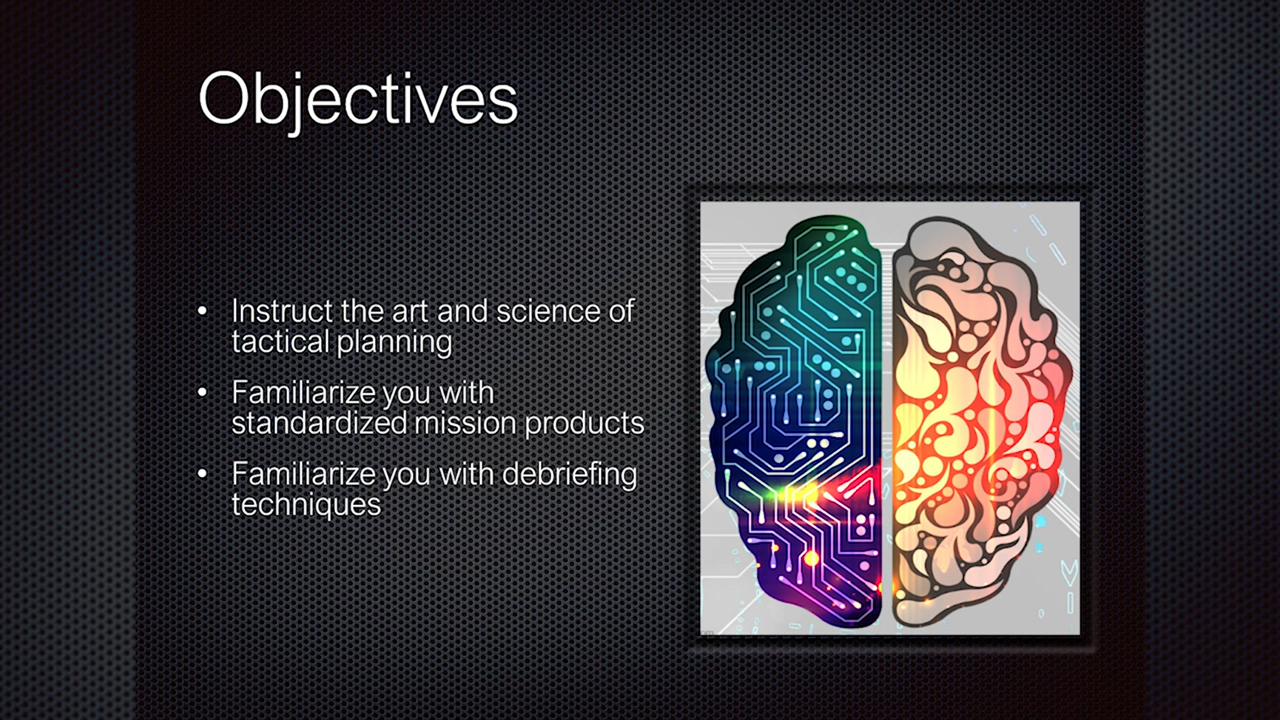 Objectives
• Instruct the art and science of
tactical planning
• Familiarize you with
standardized mission products
• Familiarize you with debriefing
techniques